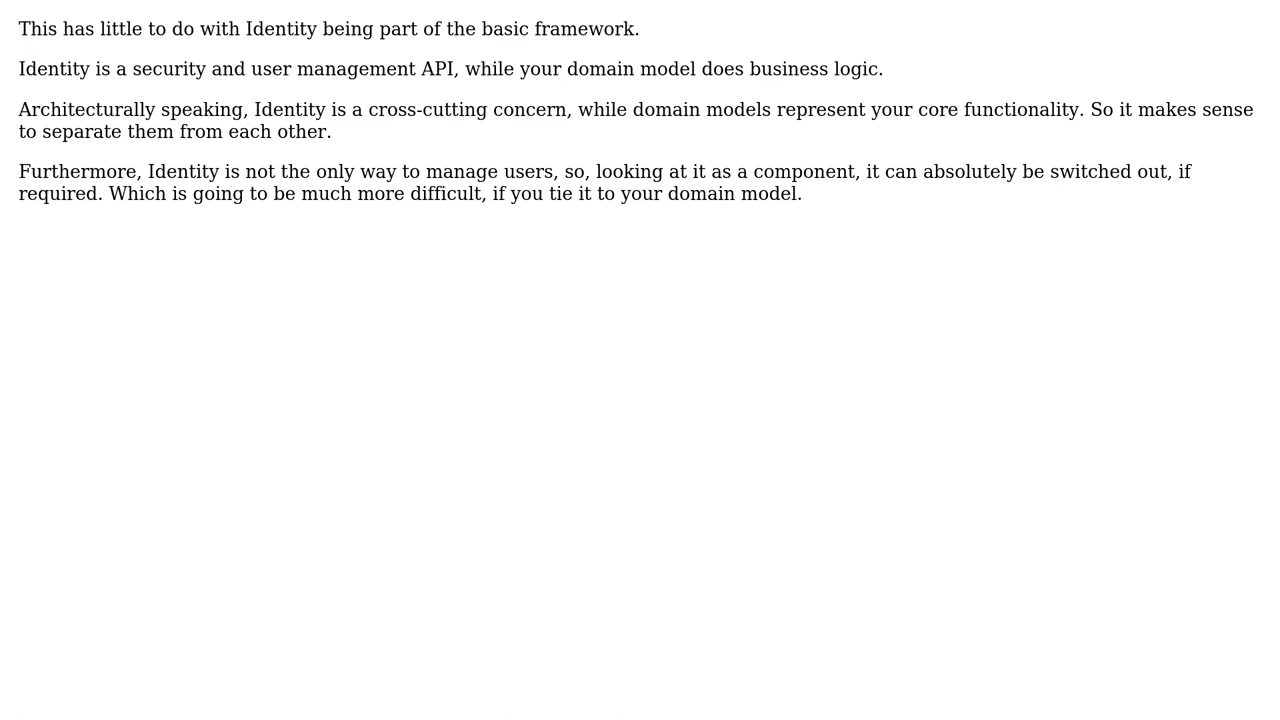 This has little to do with Identity being part of the basic framework.
Identity is a security and user management API, while your domain model does business logic.
Architecturally speaking, Identity is a cross-cutting concern, while domain models represent your core functionality. So it makes sense
to separate them from each other.
Furthermore, Identity is not the only way to manage users, so, looking at it as a component, it can absolutely be switched out, if
required. Which is going to be much more difficult, if you tie it to your domain model.